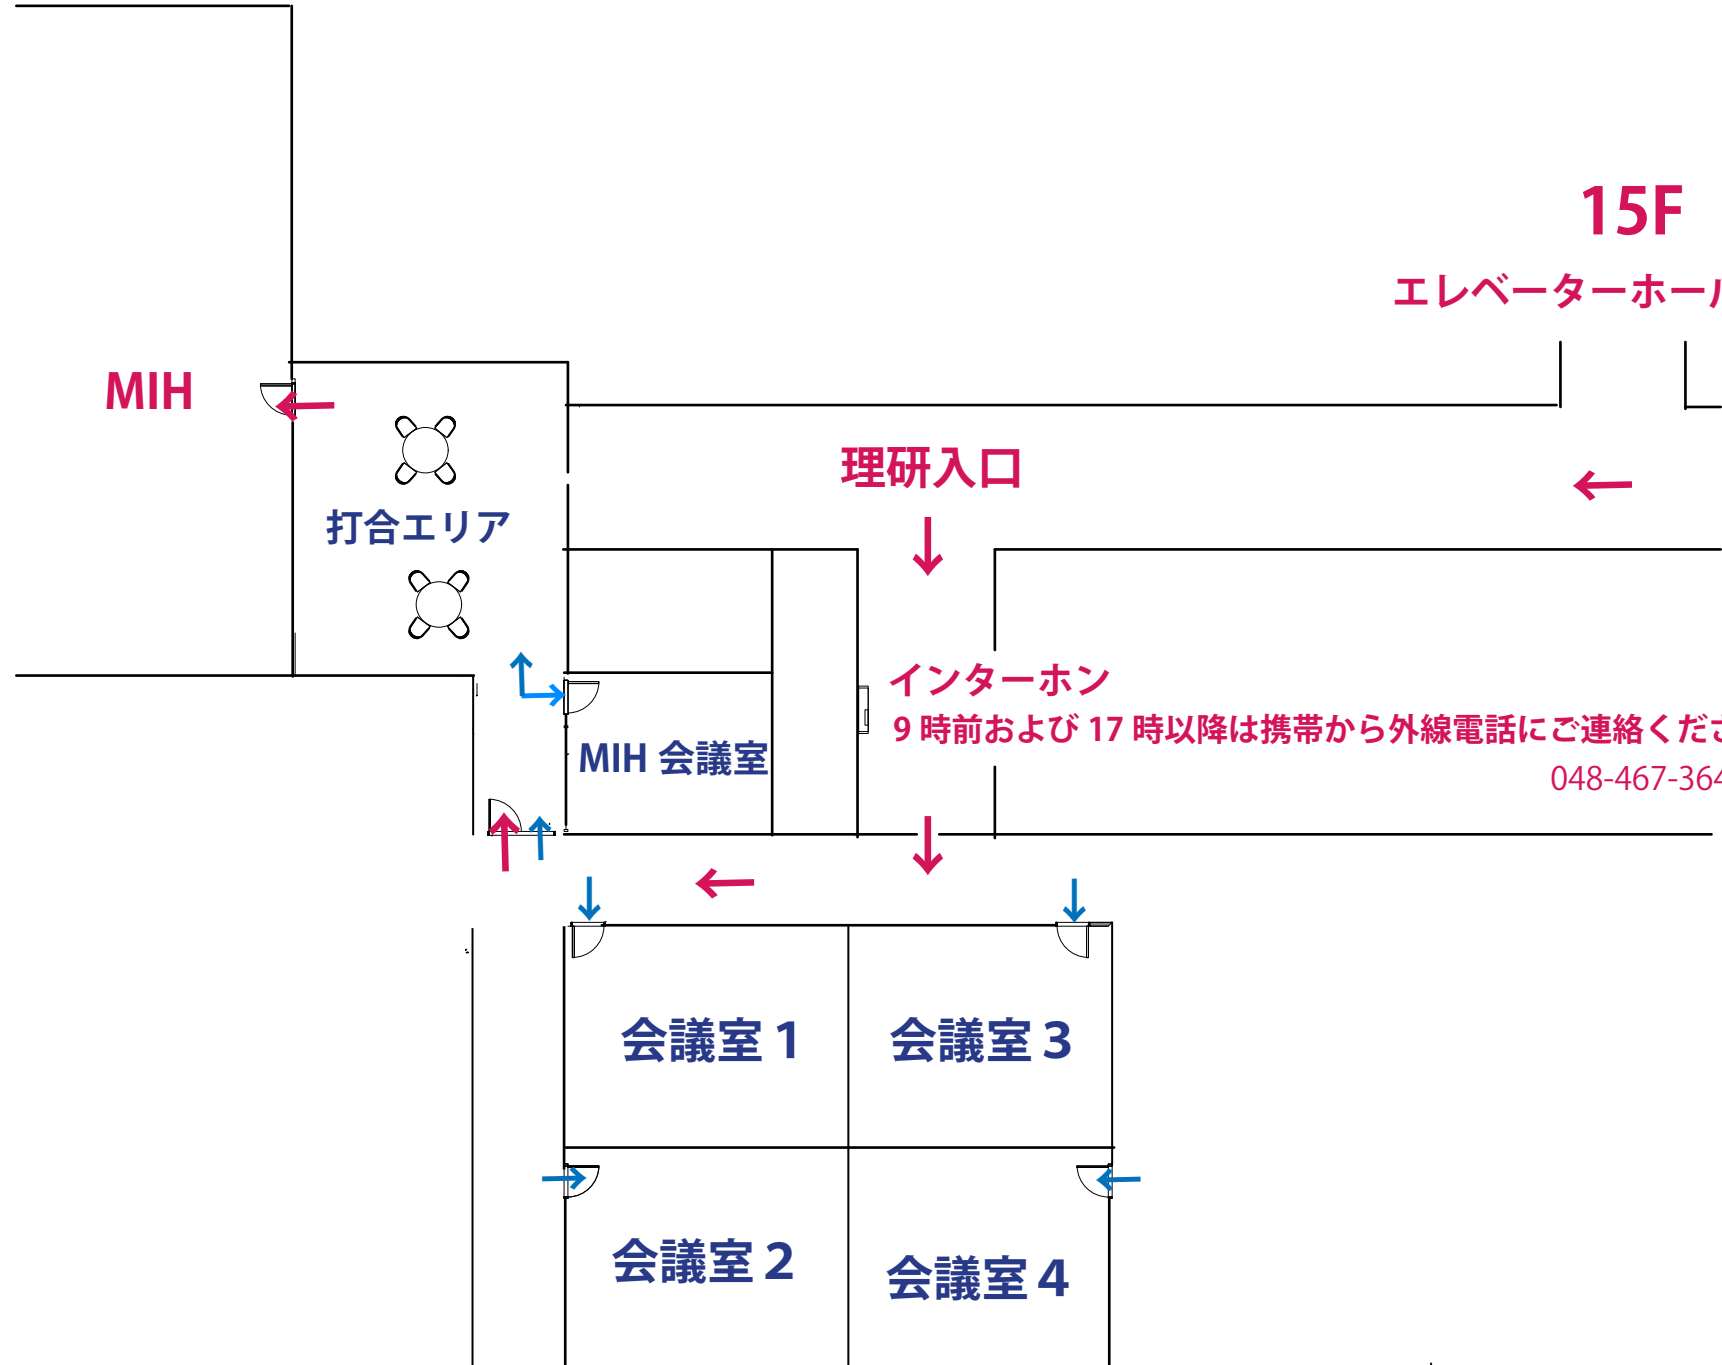 15F
エレベーターホール
MIH
理研入口
打合エリア
インターホン
9 時前および 17 時以降は携帯から外線電話にご連絡くださ
MIH 会議室
048-467-364
会議室 1
会議室 3
会議室 2
会議室 4